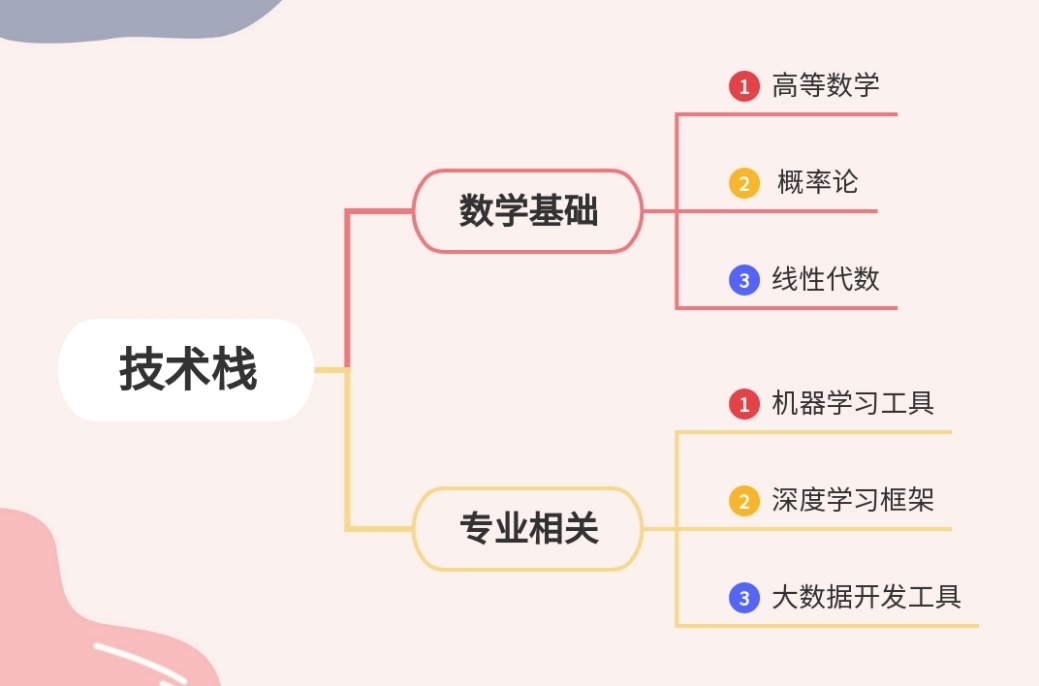 技术栈
数学基础
1 高等数学
2 概率论
3 线性代数
专业相关
1 机器学习工具
2 深度学习框架
3 大数据开发工具